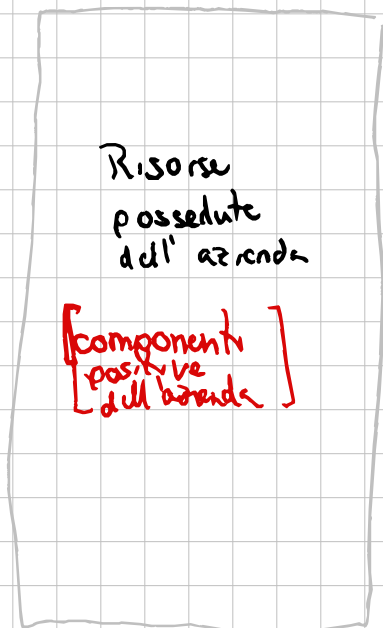 Risorse
possedute
dell' azienda
[componenti
positive
dell'azienda]